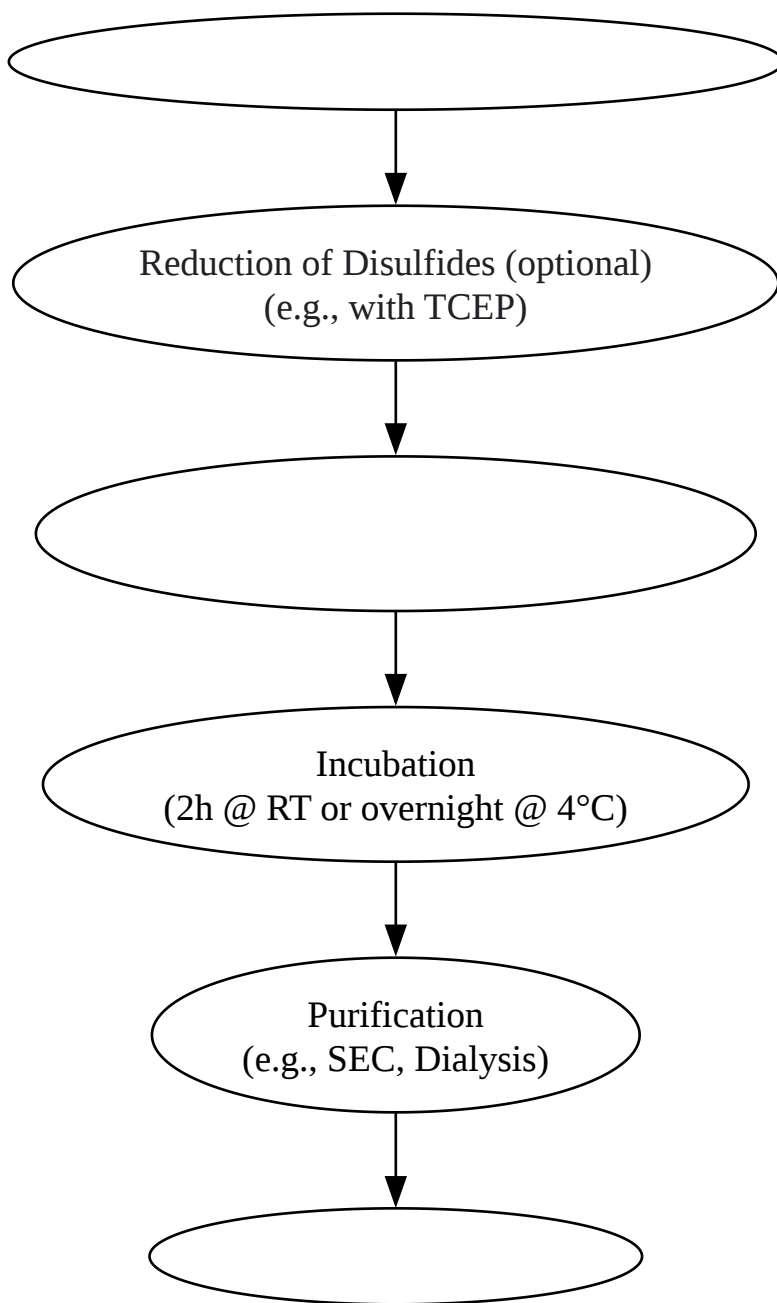 Reduction of Disulfides (optional)
(e.g., with TCEP)
Incubation
(2h @ RT or overnight @ 4°C)
Purification
(e.g., SEC, Dialysis)